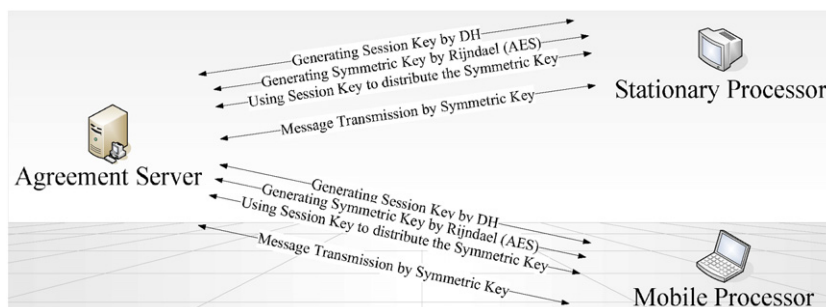 Generating Session Key by DH
Generating Symmetric Key by Rijndael (AES)
Using Session Key to distribute the Symmetric Key
Message Transmission by Symmetric Key
Stationary Processor
Agreement Server
Generating Session Key by DH
Generating Symmetric Key by Rijndael (AES)
Using Session Key to distribute the Symmetric Key
Message Transmission by Symmetric Key
Mobile Processor